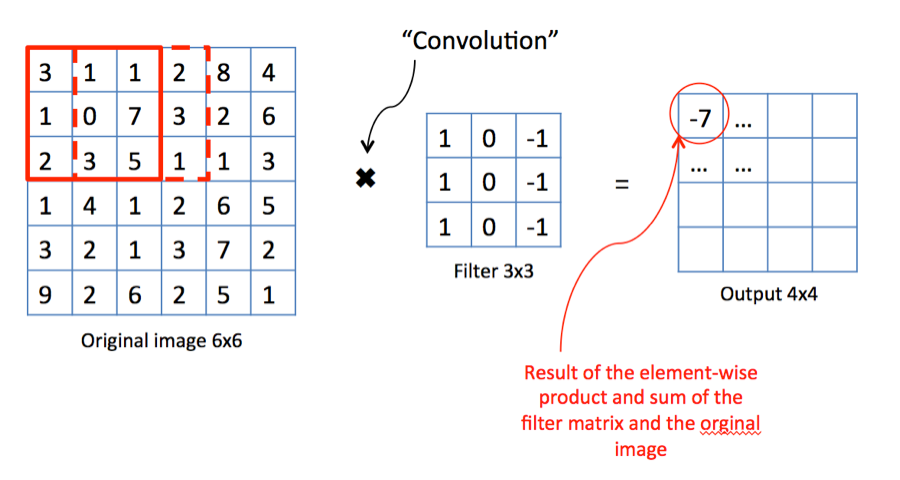 “Convolution”
3 1 1 2 8 4
1 0 7 3 2 6
2 3 5 1 1 3
1 4 1 2 6 5
3 2 1 3 7 2
9 2 6 2 5 1
Original image 6x6
✖
1 0 -1
1 0 -1
1 0 -1
Filter 3x3
=
-7 ...
... ...
Output 4x4
Result of the element-wise
product and sum of the
filter matrix and the orginal
image